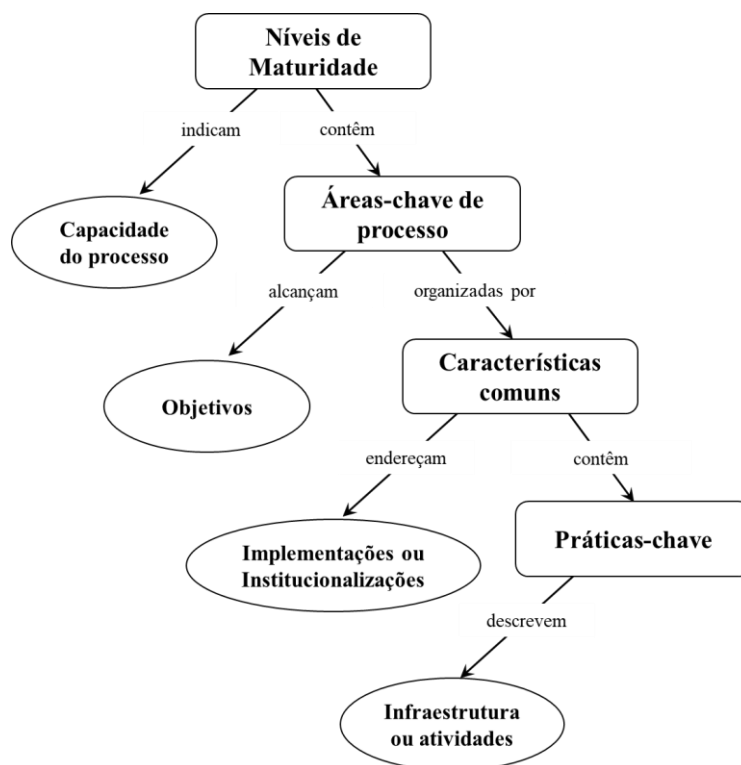 Níveis de
Maturidade
indicam
contêm
Capacidade
do processo
Áreas-chave de
processo
alcançam
organizadas por
Objetivos
Características
comuns
endereçam
contêm
Implementações ou
Institucionalizações
Práticas-chave
descrevem
Infraestrutura
ou atividades